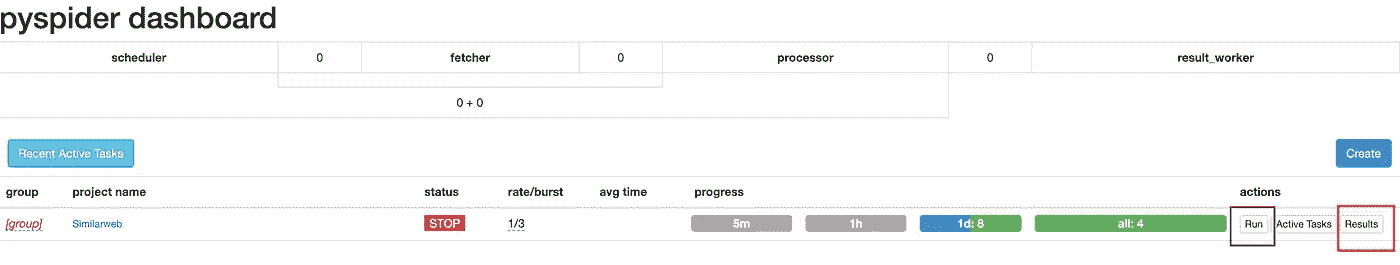 pyspider dashboard
scheduler 0 fetcher 0 processor 0 result_worker
0 + 0
Recent Active Tasks Create
group project name status rate/burst avg time progress actions
[group] Similarweb STOP 1/3 5m 1h 1d: 8 all: 4 Run Active Tasks Results